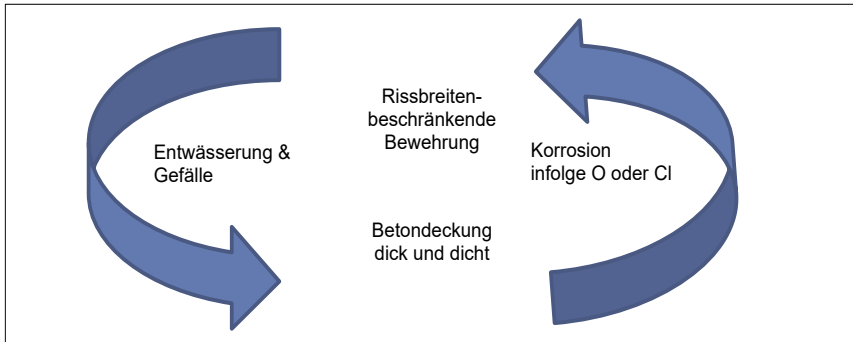 Rissbreiten-
beschränkende
Bewehrung
Entwässerung &
Gefälle
Korrosion
infolge O oder Cl
Betondeckung
dick und dicht